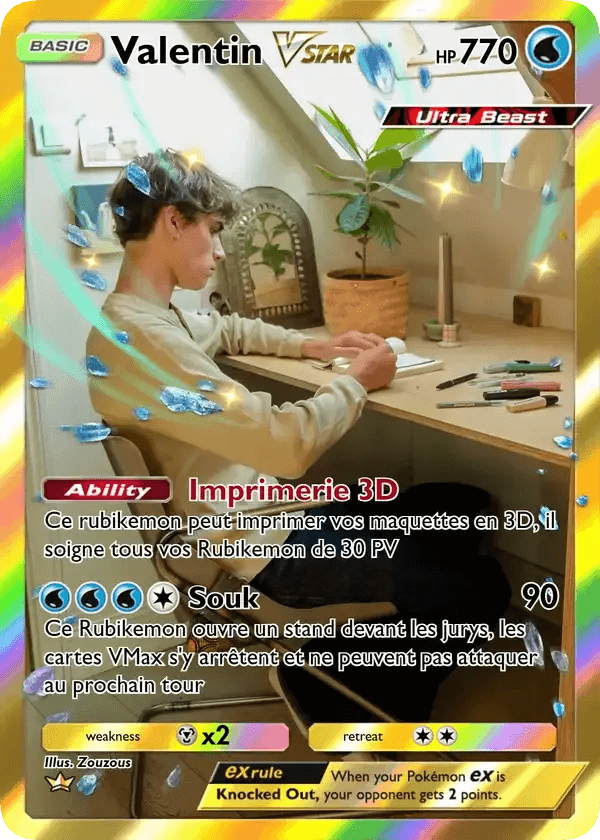 BASIC Valentin VSTAR HP 770
Ultra Beast
Ability Imprimerie 3D
Ce rubikemon peut imprimer vos maquettes en 3D, il
soigne tous vos Rubikemon de 30 PV
Souk 90
Ce Rubikemon ouvre un stand devant les jurys, les
cartes VMax s'y arrêtent et ne peuvent pas attaquer
au prochain tour
weakness x2 retreat
Illus. Zouzous
ex rule When your Pokémon ex is
Knocked Out, your opponent gets 2 points.